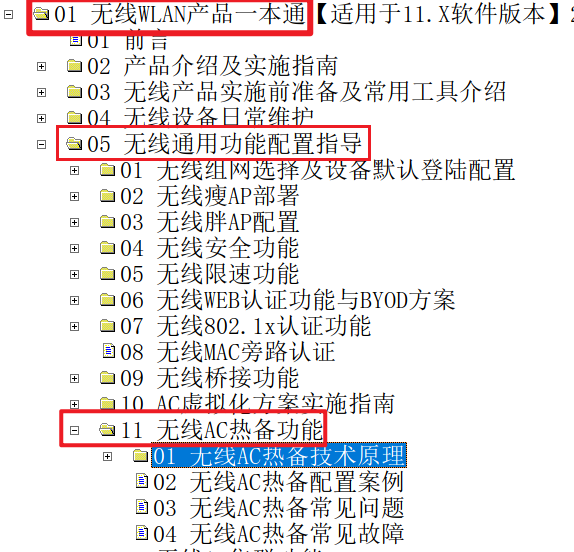 01 无线WLAN产品一本通【适用于11.X软件版本】2
01 前言
02 产品介绍及实施指南
03 无线产品实施前准备及常用工具介绍
04 无线设备日常维护
05 无线通用功能配置指导
01 无线组网选择及设备默认登陆配置
02 无线瘦AP部署
03 无线胖AP配置
04 无线安全功能
05 无线限速功能
06 无线WEB认证功能与BYOD方案
07 无线802.1x认证功能
08 无线MAC旁路认证
09 无线桥接功能
10 AC虚拟化方案实施指南
11 无线AC热备功能
01 无线AC热备技术原理
02 无线AC热备配置案例
03 无线AC热备常见问题
04 无线AC热备常见故障